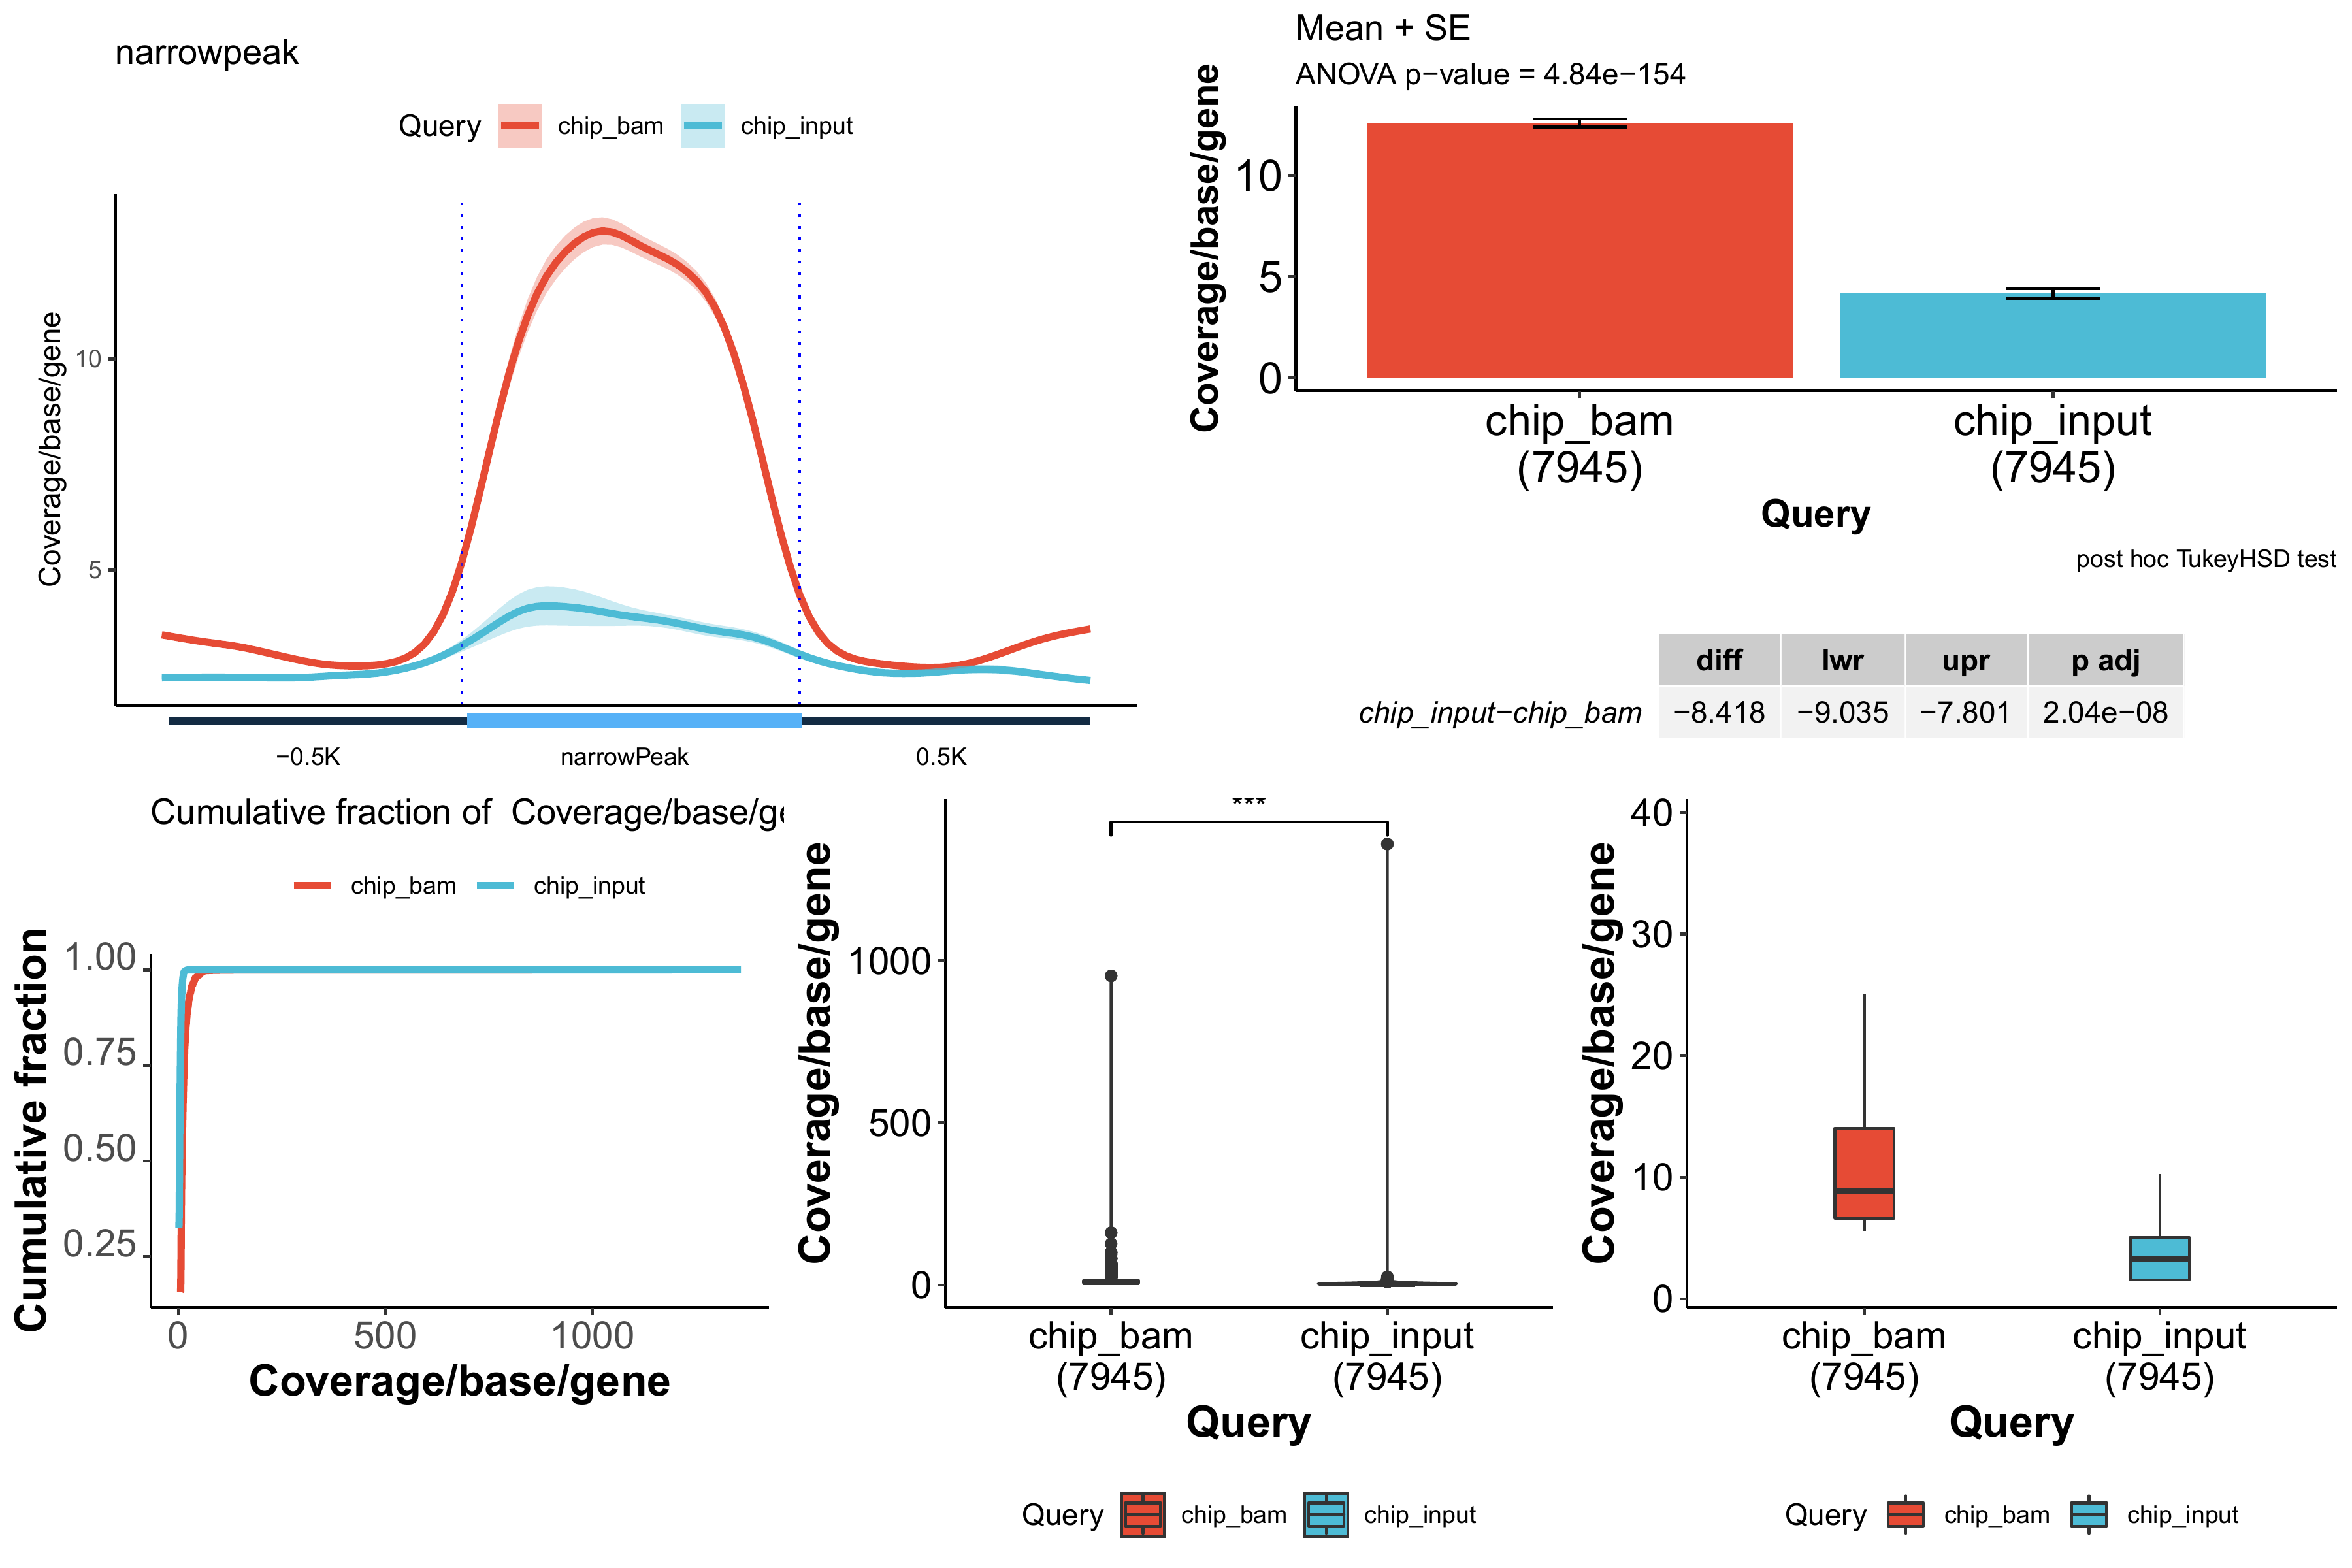 narrowpeak
Query chip_bam chip_input
Coverage/base/gene
10
5
−0.5K narrowPeak 0.5K
Mean + SE
ANOVA p−value = 4.84e−154
Coverage/base/gene
10
5
0
chip_bam chip_input
(7945) (7945)
Query
post hoc TukeyHSD test
diff lwr upr p adj
chip_input−chip_bam −8.418 −9.035 −7.801 2.04e−08
Cumulative fraction of Coverage/base/ge
chip_bam chip_input
Cumulative fraction
1.00
0.75
0.50
0.25
0 500 1000
Coverage/base/gene
***
Coverage/base/gene
1000
500
0
chip_bam chip_input
(7945) (7945)
Query
Query chip_bam chip_input
Coverage/base/gene
40
30
20
10
0
chip_bam chip_input
(7945) (7945)
Query
Query chip_bam chip_input